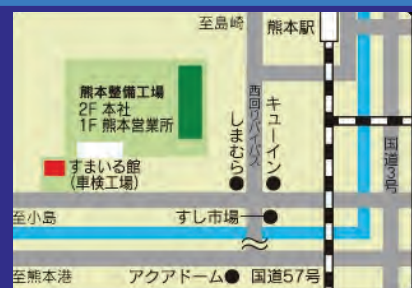 至島崎
熊本駅
熊本整備工場
2F 本社
1F 熊本営業所
西回りバイパス
キューイン
しまむら
国道3号
すまいる館
(車検工場)
至小島
すし市場
至熊本港
アクアドーム
国道57号